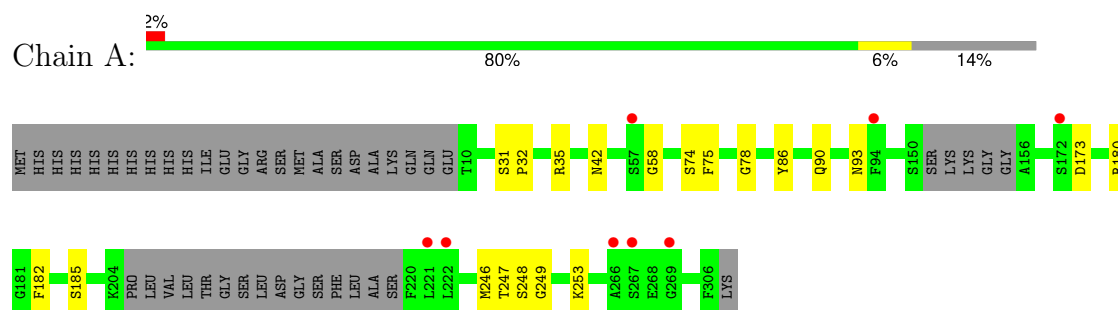 2%
Chain A:
80% 6% 14%
MET HIS HIS HIS HIS HIS HIS HIS HIS HIS ILE GLU GLY ARG SER MET ALA SER ASP ALA LYS GLN GLN GLU T10 S31 P32 R35 N42 S57 G58 S74 F75 G78 Y86 Q90 N93 F94 S150 SER LYS LYS GLY GLY A156 S172 D173
G181 F182 S185 K204 PRO LEU VAL LEU THR GLY SER LEU ASP GLY SER PHE LEU ALA SER F220 L221 L222 M246 T247 S248 G249 K253 A266 S267 E268 G269 F306 LYS